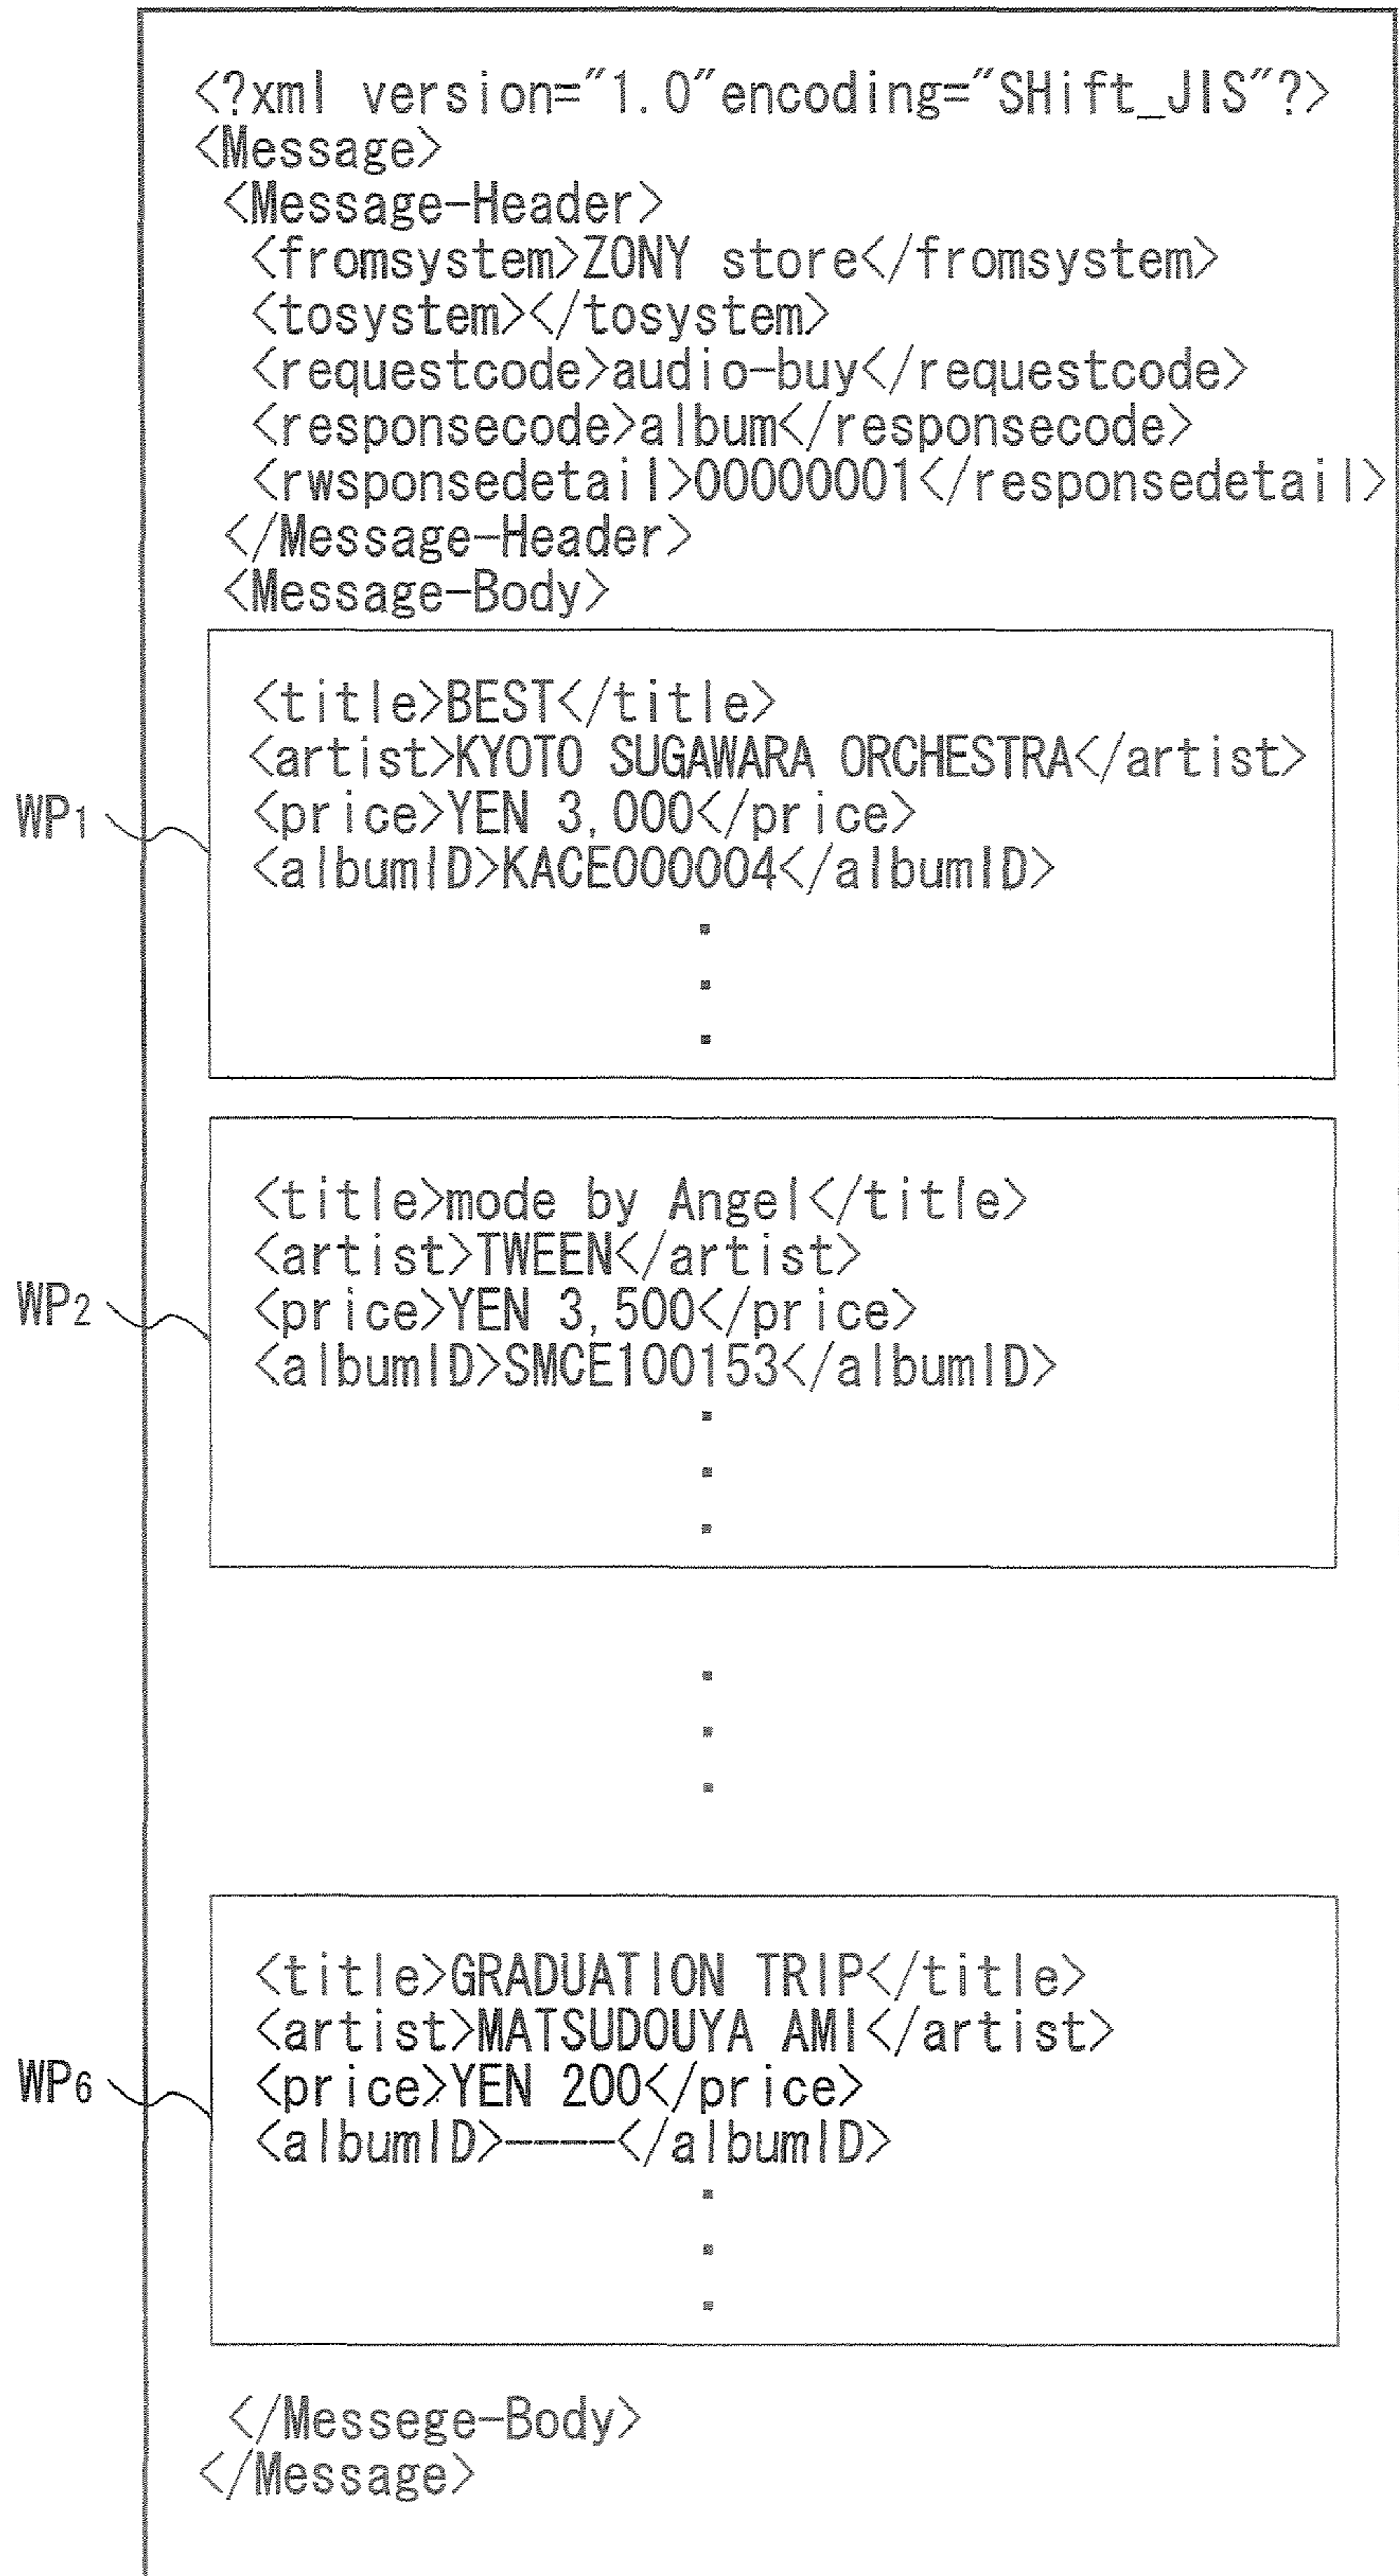 <?xml version="1.0"encoding="SHift_JIS"?>
<Message>
<Message-Header>
<fromsystem>ZONY store</fromsystem>
<tosystem></tosystem>
<requestcode>audio-buy</requestcode>
<responsecode>album</responsecode>
<rwsponsedetail>00000001</responsedetail>
</Message-Header>
<Message-Body>
WP1
<title>BEST</title>
<artist>KYOTO SUGAWARA ORCHESTRA</artist>
<price>YEN 3,000</price>
<albumID>KACE000004</albumID>
WP2
<title>mode by Angel</title>
<artist>TWEEN</artist>
<price>YEN 3,500</price>
<albumID>SMCE100153</albumID>
WP6
<title>GRADUATION TRIP</title>
<artist>MATSUDOUYA AMI</artist>
<price>YEN 200</price>
<albumID>----</albumID>
</Messege-Body>
</Message>